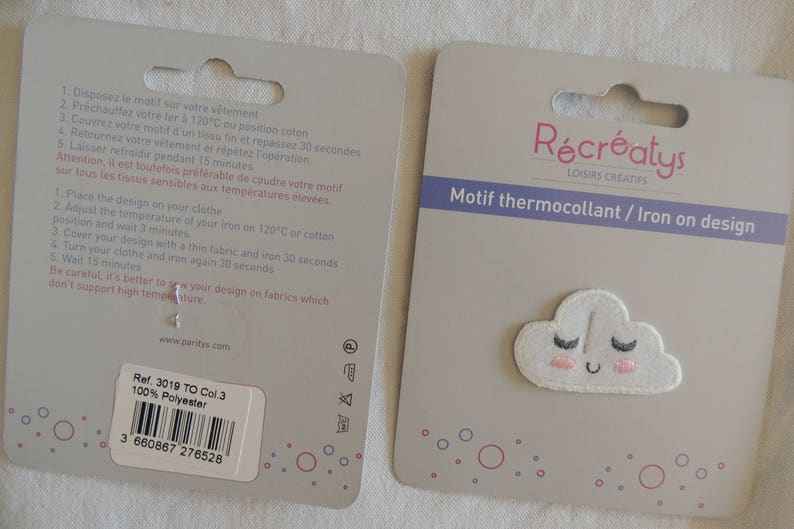 1. Disposez le motif sur votre vêtement
2. Préchauffez votre fer à 120°C ou position coton
3. Couvrez votre motif d'un tissu fin et repassez 30 secondes
4. Retournez votre vêtement et répétez l'opération
5. Laisser refroidir pendant 15 minutes
Attention, il est toutefois préférable de coudre votre motif
sur tous les tissus sensibles aux températures élevées.
1. Place the design on your clothe
2. Adjust the temperature of your iron on 120°C or cotton
position and wait 3 minutes.
3. Cover your design with a thin fabric and iron 30 seconds
4. Turn your clothe and iron again 30 seconds
5. Wait 15 minutes
Be careful, it's better to sew your design on fabrics which
don't support high temperature.
www.paritys.com
P
Ref. 3019 TO Col.3
100% Polyester
3 660867 276528
Récréatys
LOISIRS CRÉATIFS
Motif thermocollant / Iron on design